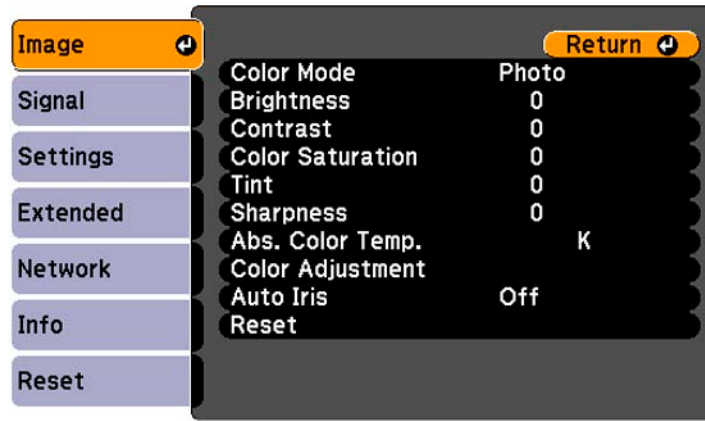 Image
Signal
Settings
Extended
Network
Info
Reset
Return
Color Mode Photo
Brightness 0
Contrast 0
Color Saturation 0
Tint 0
Sharpness 0
Abs. Color Temp. K
Color Adjustment
Auto Iris Off
Reset